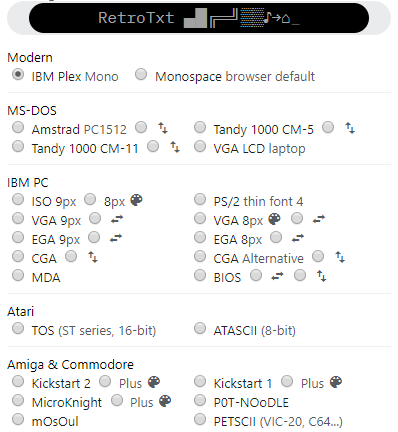 RetroTxt ▄█╔═╝▒▒♪→⌂_
Modern
IBM Plex Mono Monospace browser default
MS-DOS
Amstrad PC1512 Tandy 1000 CM-5
Tandy 1000 CM-11 VGA LCD laptop
IBM PC
ISO 9px 8px PS/2 thin font 4
VGA 9px VGA 8px
EGA 9px EGA 8px
CGA CGA Alternative
MDA BIOS
Atari
TOS (ST series, 16-bit) ATASCII (8-bit)
Amiga & Commodore
Kickstart 2 Plus Kickstart 1 Plus
MicroKnight Plus P0T-NOoDLE
mOsOul PETSCII (VIC-20, C64...)